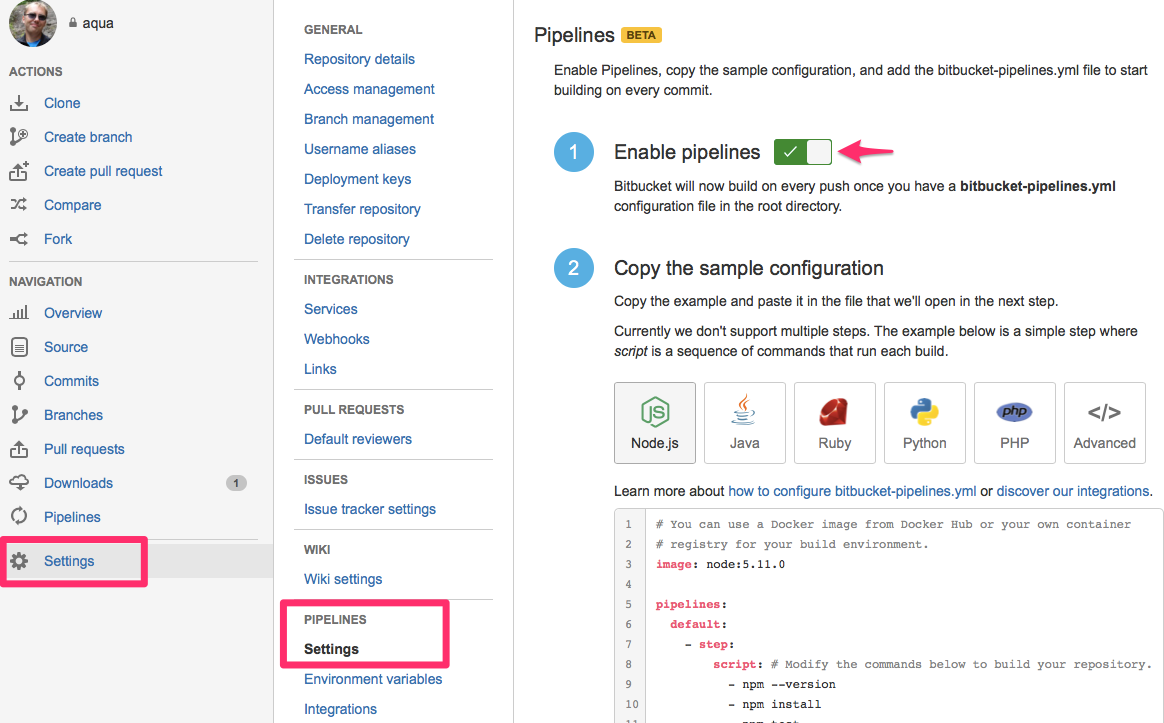 aqua
ACTIONS
Clone
Create branch
Create pull request
Compare
Fork
NAVIGATION
Overview
Source
Commits
Branches
Pull requests
Downloads 1
Pipelines
Settings
GENERAL
Repository details
Access management
Branch management
Username aliases
Deployment keys
Transfer repository
Delete repository
INTEGRATIONS
Services
Webhooks
Links
PULL REQUESTS
Default reviewers
ISSUES
Issue tracker settings
WIKI
Wiki settings
PIPELINES
Settings
Environment variables
Integrations
Pipelines BETA
Enable Pipelines, copy the sample configuration, and add the bitbucket-pipelines.yml file to start
building on every commit.
1 Enable pipelines
Bitbucket will now build on every push once you have a bitbucket-pipelines.yml
configuration file in the root directory.
2 Copy the sample configuration
Copy the example and paste it in the file that we'll open in the next step.
Currently we don't support multiple steps. The example below is a simple step where
script is a sequence of commands that run each build.
JS
Node.js
Java
Ruby
Python
php
PHP
</>
Advanced
Learn more about how to configure bitbucket-pipelines.yml or discover our integrations.
1 # You can use a Docker image from Docker Hub or your own container
2 # registry for your build environment.
3 image: node:5.11.0
4
5 pipelines:
6 default:
7 - step:
8 script: # Modify the commands below to build your repository.
9 - npm --version
10 - npm install
11 - npm test